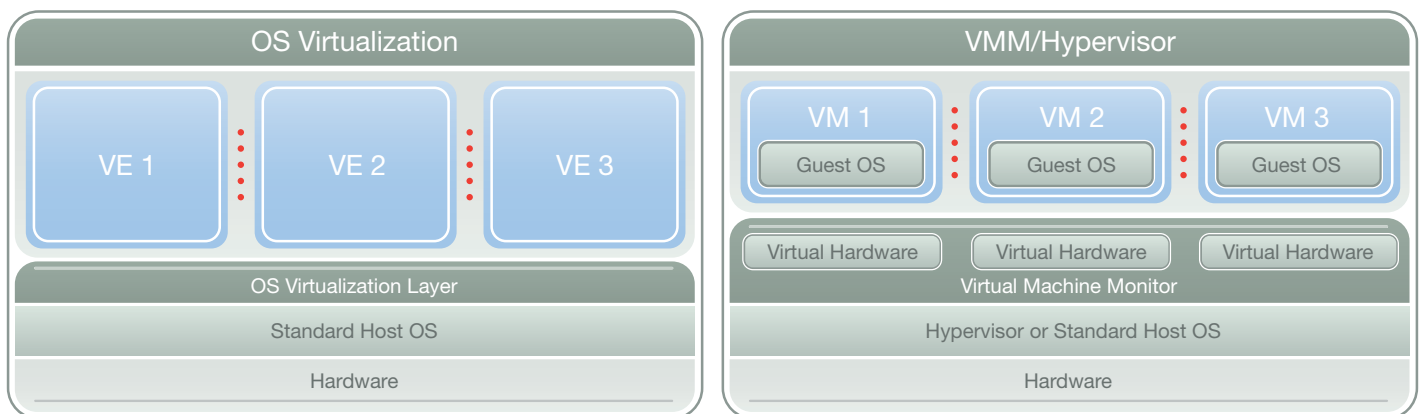 OS Virtualization
VE 1
VE 2
VE 3
OS Virtualization Layer
Standard Host OS
Hardware
VMM/Hypervisor
VM 1
VM 2
VM 3
Guest OS
Guest OS
Guest OS
Virtual Hardware
Virtual Hardware
Virtual Hardware
Virtual Machine Monitor
Hypervisor or Standard Host OS
Hardware